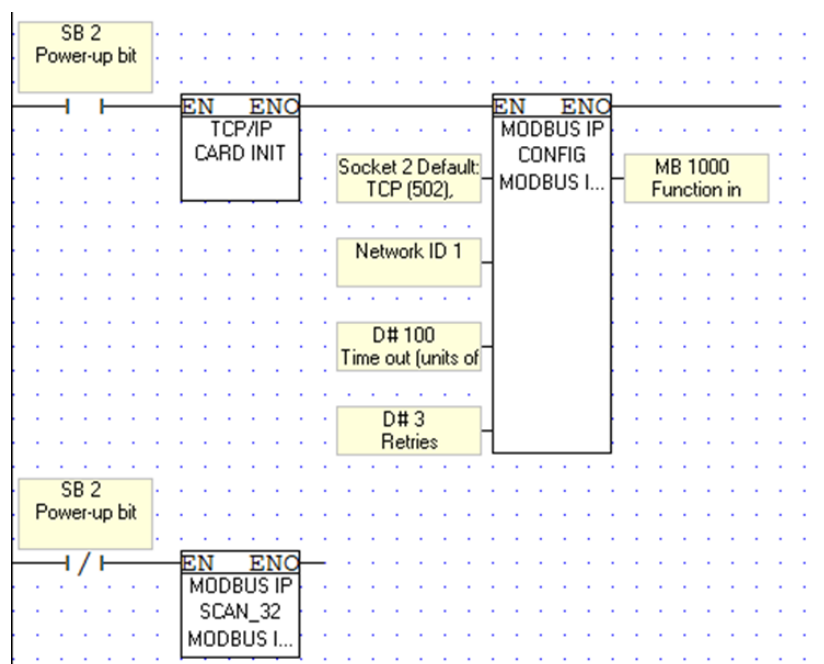 SB 2
Power-up bit
EN ENO
TCP/IP
CARD INIT
EN ENO
MODBUS IP
CONFIG
MODBUS I...
Socket 2 Default:
TCP (502),
MB 1000
Function in
Network ID 1
D# 100
Time out (units of
D# 3
Retries
SB 2
Power-up bit
EN ENO
MODBUS IP
SCAN_32
MODBUS I...